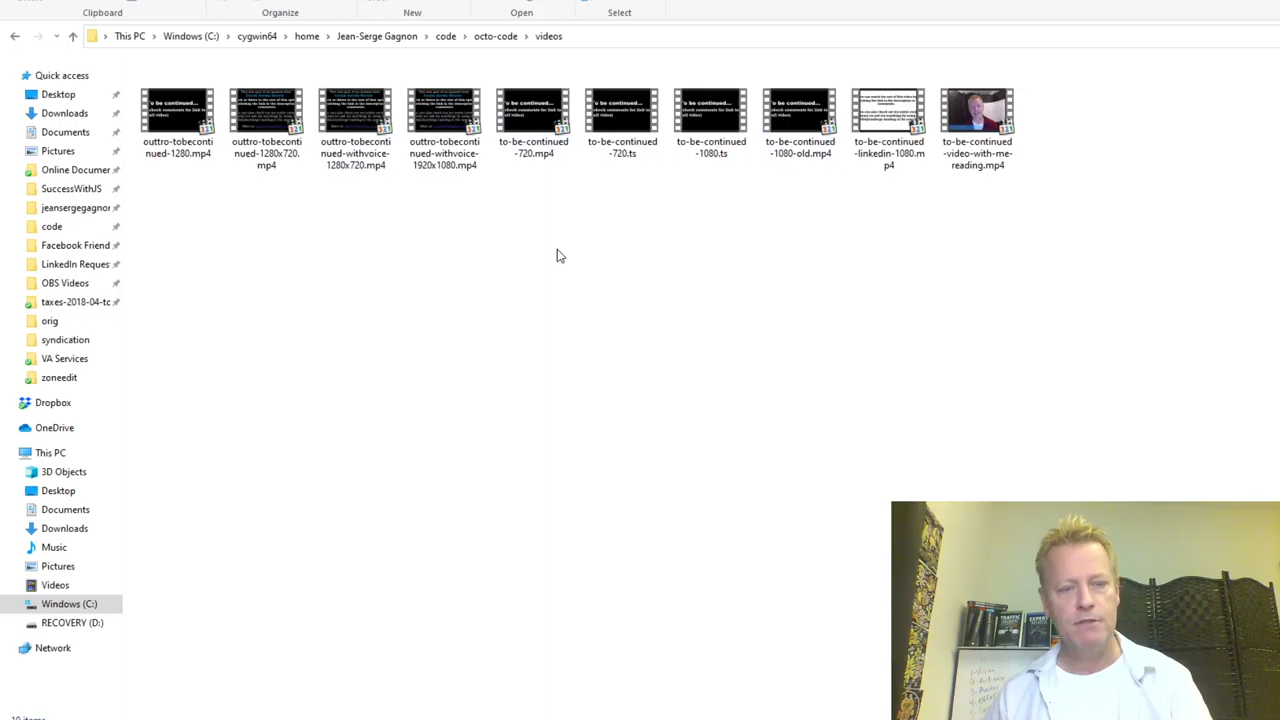 Clipboard
Organize
New
Open
Select
This PC > Windows (C:) > cygwin64 > home > Jean-Serge Gagnon > code > octo-code > videos
Quick access
Desktop
Downloads
Documents
Pictures
Online Documer
SuccessWithJS
jeansergegagnor
code
Facebook Friend
LinkedIn Reques
OBS Videos
taxes-2018-04-tc
orig
syndication
VA Services
zoneedit
Dropbox
OneDrive
This PC
3D Objects
Desktop
Documents
Downloads
Music
Pictures
Videos
Windows (C:)
RECOVERY (D:)
Network
outtro-tobeconti
nued-1280.mp4
outtro-tobeconti
nued-1280x720.
mp4
outtro-tobeconti
nued-withvoice-
1280x720.mp4
outtro-tobeconti
nued-withvoice-
1920x1080.mp4
to-be-continued
-720.mp4
to-be-continued-
720.ts
to-be-continued-
1080.ts
to-be-continued
-1080-old.mp4
to-be-continued
-linkedin-1080.m
p4
to-be-continued
-video-with-me-
reading.mp4
TRAFFIC
EXPERT